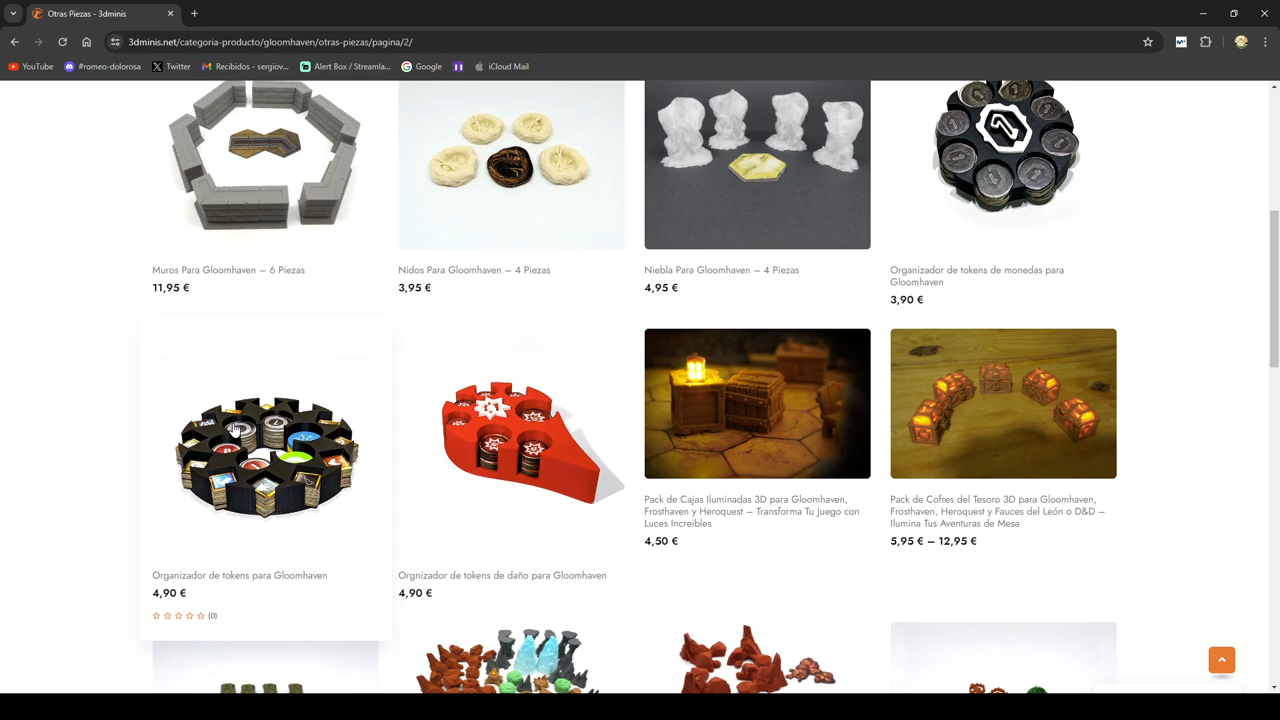 Otras Piezas - 3dminis
3dminis.net/categoria-producto/gloomhaven/otras-piezas/pagina/2/
YouTube
#romeo-dolorosa
Twitter
Recibidos - sergiov...
Alert Box / Streamla...
Google
iCloud Mail
Muros Para Gloomhaven – 6 Piezas
11,95 €
Nidos Para Gloomhaven – 4 Piezas
3,95 €
Niebla Para Gloomhaven – 4 Piezas
4,95 €
Organizador de tokens de monedas para
Gloomhaven
3,90 €
Organizador de tokens para Gloomhaven
4,90 €
(0)
Orgnizador de tokens de daño para Gloomhaven
4,90 €
Pack de Cajas Iluminadas 3D para Gloomhaven,
Frosthaven y Heroquest – Transforma Tu Juego con
Luces Increíbles
4,50 €
Pack de Cofres del Tesoro 3D para Gloomhaven,
Frosthaven, Heroquest y Fauces del León o D&D –
Ilumina Tus Aventuras de Mesa
5,95 € – 12,95 €